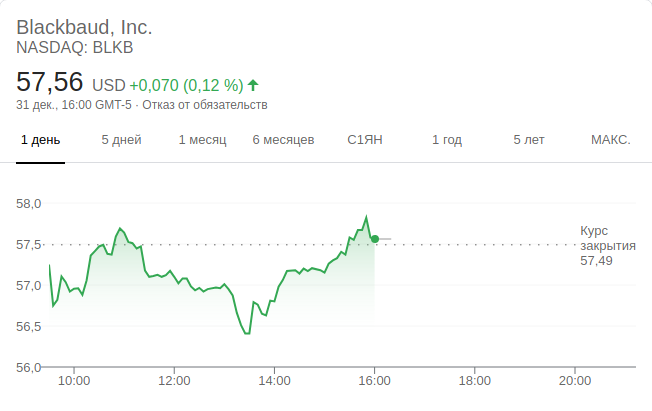 Blackbaud, Inc.
NASDAQ: BLKB
57,56 USD +0,070 (0,12 %)
31 дек., 16:00 GMT-5 · Отказ от обязательств
1 день 5 дней 1 месяц 6 месяцев С1ЯН 1 год 5 лет МАКС.
58,0
57,5
57,0
56,5
56,0
Курс
закрытия
57,49
10:00 12:00 14:00 16:00 18:00 20:00